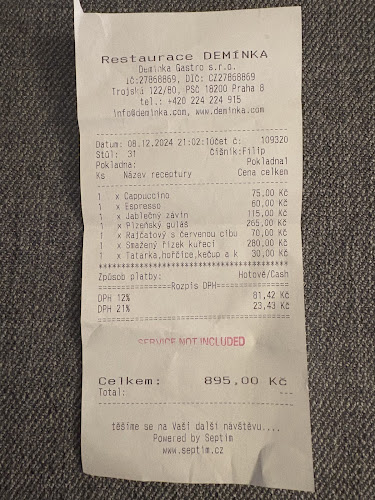 Restaurace DEMÍNKA
Demínka Gastro s.r.o.
IČ:27868869, DIČ: CZ27868869
Trojská 122/80, PSČ 18200 Praha 8
tel.: +420 224 224 915
info@deminka.com, www.deminka.com
Datum: 08.12.2024 21:02:1 Účet č: 109320
Stůl: 31 Číšník: Filip
Pokladna: Pokladna1
Ks Název receptury Cena celkem
1 x Cappuccino 75,00 Kč
1 x Espresso 60,00 Kč
1 x Jablečný závin 115,00 Kč
1 x Plzeňský guláš 265,00 Kč
1 x Rajčatový s červenou cibu 70,00 Kč
1 x Smažený řízek kuřecí 280,00 Kč
1 x Tatarka,hořčice,kečup a k 30,00 Kč
Způsob platby: Hotově/Cash
Rozpis DPH
DPH 12% 81,42 Kč
DPH 21% 23,43 Kč
SERVICE NOT INCLUDED
Celkem: 895,00 Kč
Total: ---
těšíme se na Vaši další návštěvu....
Powered by Septim
www.septim.cz